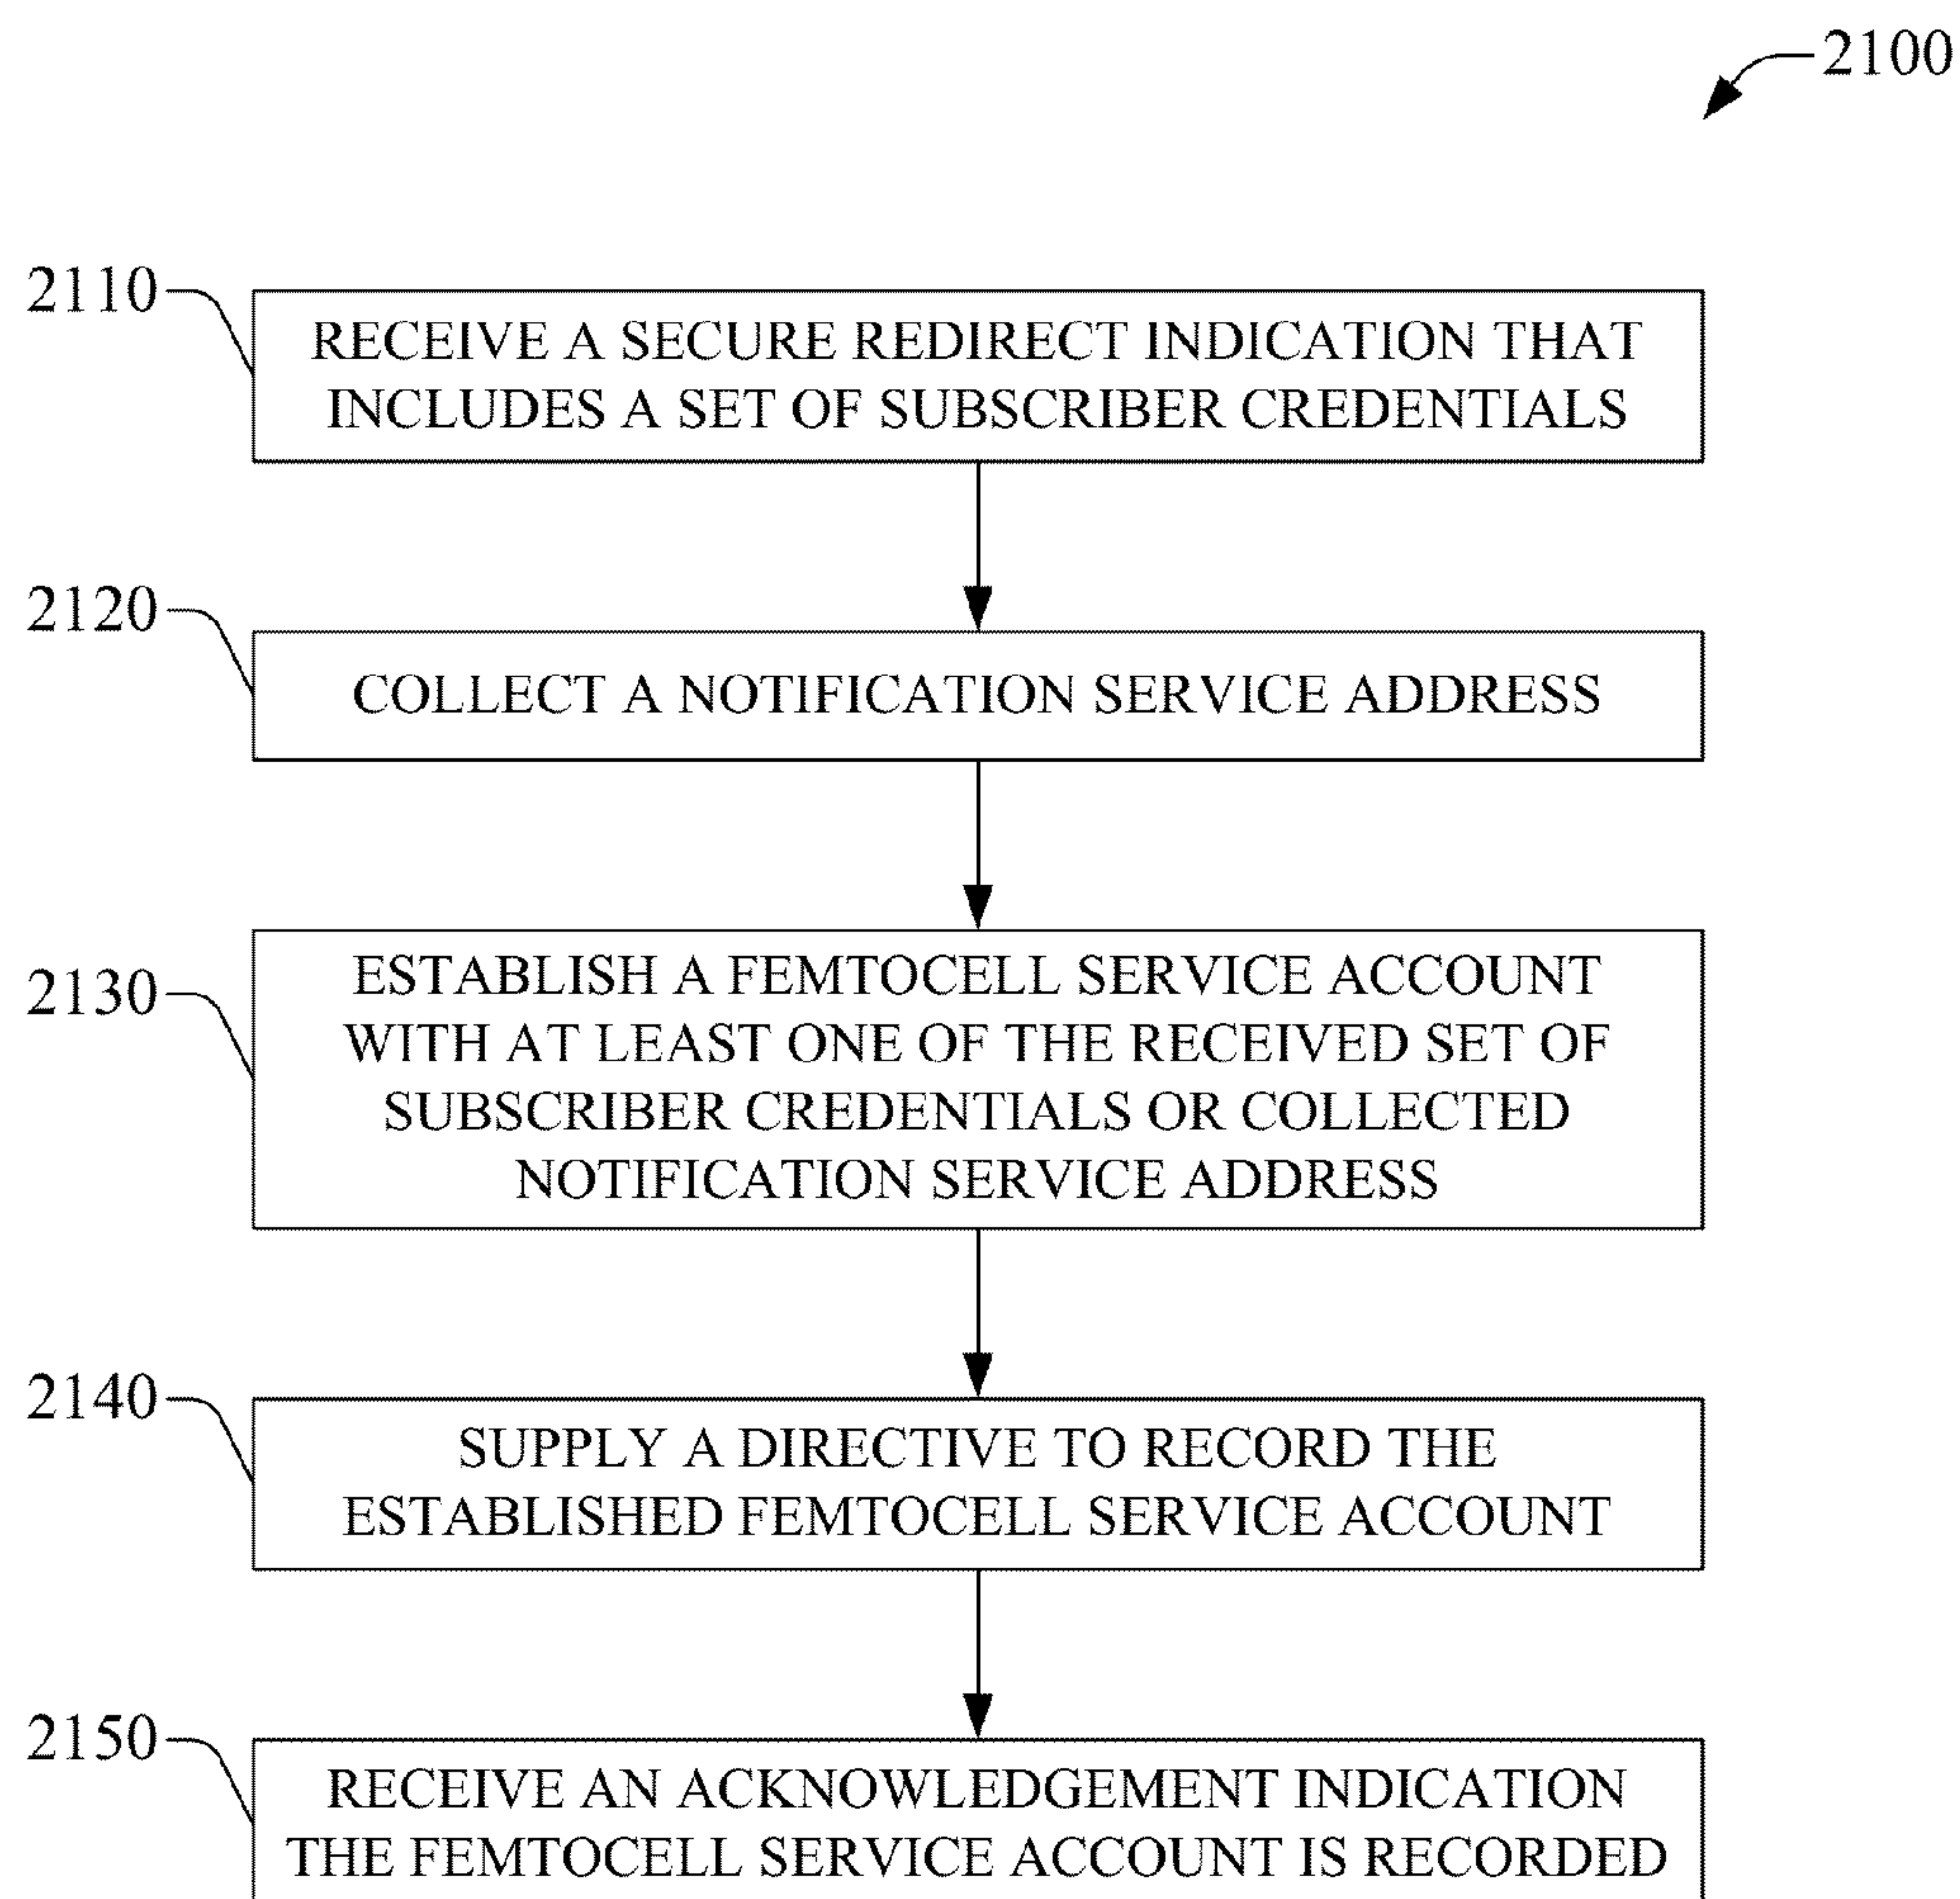 2100
2110
RECEIVE A SECURE REDIRECT INDICATION THAT
INCLUDES A SET OF SUBSCRIBER CREDENTIALS
2120
COLLECT A NOTIFICATION SERVICE ADDRESS
2130
ESTABLISH A FEMTOCELL SERVICE ACCOUNT
WITH AT LEAST ONE OF THE RECEIVED SET OF
SUBSCRIBER CREDENTIALS OR COLLECTED
NOTIFICATION SERVICE ADDRESS
2140
SUPPLY A DIRECTIVE TO RECORD THE
ESTABLISHED FEMTOCELL SERVICE ACCOUNT
2150
RECEIVE AN ACKNOWLEDGEMENT INDICATION
THE FEMTOCELL SERVICE ACCOUNT IS RECORDED